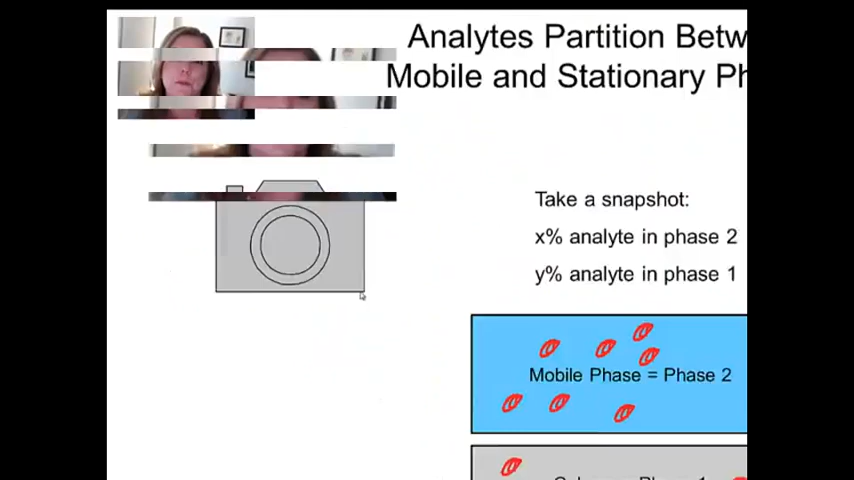 Analytes Partition Betw
Mobile and Stationary Ph
Take a snapshot:
x% analyte in phase 2
y% analyte in phase 1
Mobile Phase = Phase 2